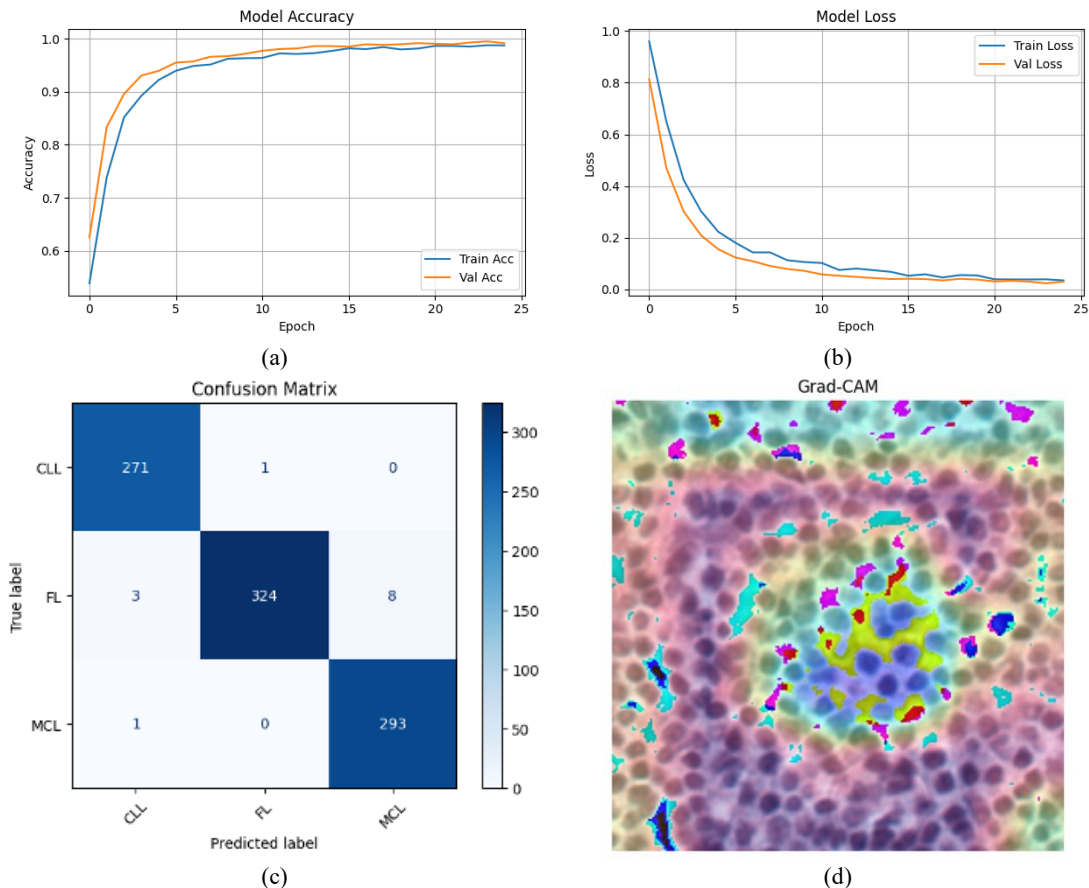 Model Accuracy
1.0
0.9
0.8
0.7
0.6
Accuracy
Train Acc
Val Acc
0 5 10 15 20 25
Epoch
(a)
Model Loss
1.0
0.8
0.6
0.4
0.2
0.0
Loss
Train Loss
Val Loss
0 5 10 15 20 25
Epoch
(b)
Confusion Matrix
True label
CLL 271 1 0
FL 3 324 8
MCL 1 0 293
CLL FL MCL
Predicted label
300
250
200
150
100
50
0
(c)
Grad-CAM
(d)